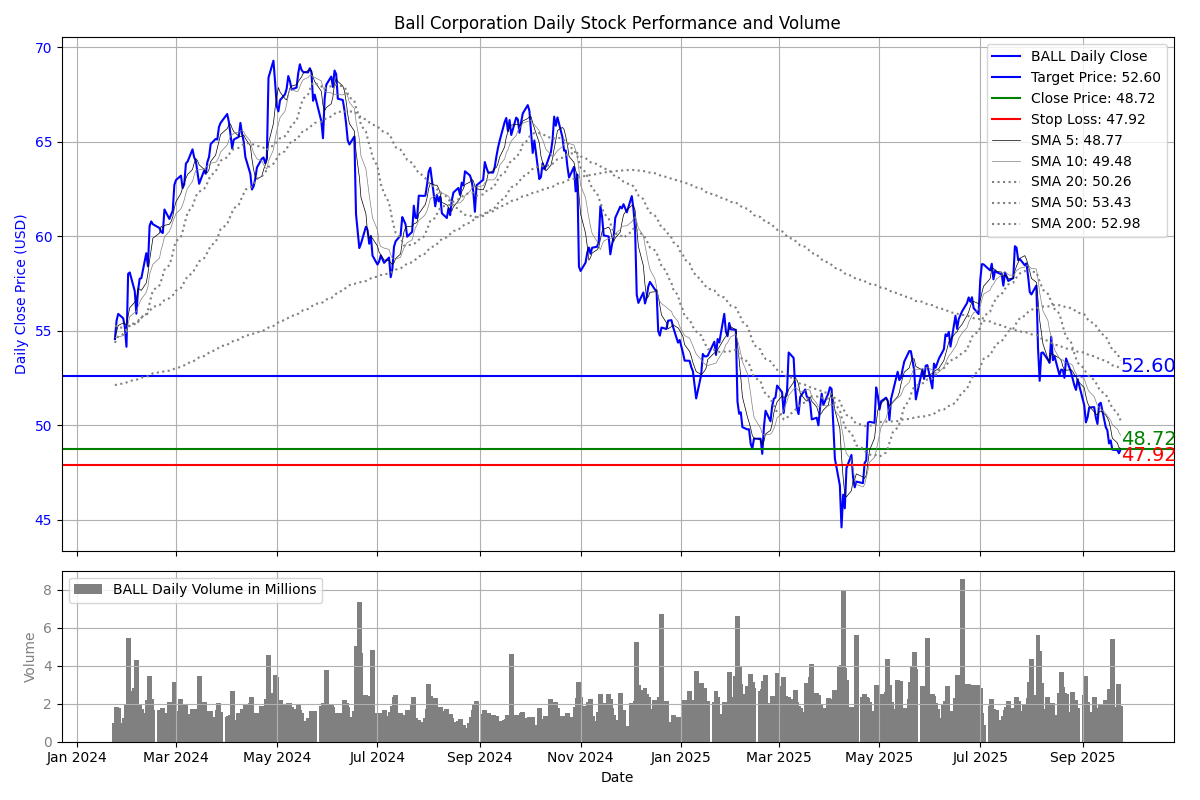 Ball Corporation Daily Stock Performance and Volume
Daily Close Price (USD)
70
65
60
55
50
45
BALL Daily Close
Target Price: 52.60
Close Price: 48.72
Stop Loss: 47.92
SMA 5: 48.77
SMA 10: 49.48
SMA 20: 50.26
SMA 50: 53.43
SMA 200: 52.98
52.60
48.72
47.92
Volume
8
6
4
2
0
BALL Daily Volume in Millions
Jan 2024 Mar 2024 May 2024 Jul 2024 Sep 2024 Nov 2024 Jan 2025 Mar 2025 May 2025 Jul 2025 Sep 2025
Date